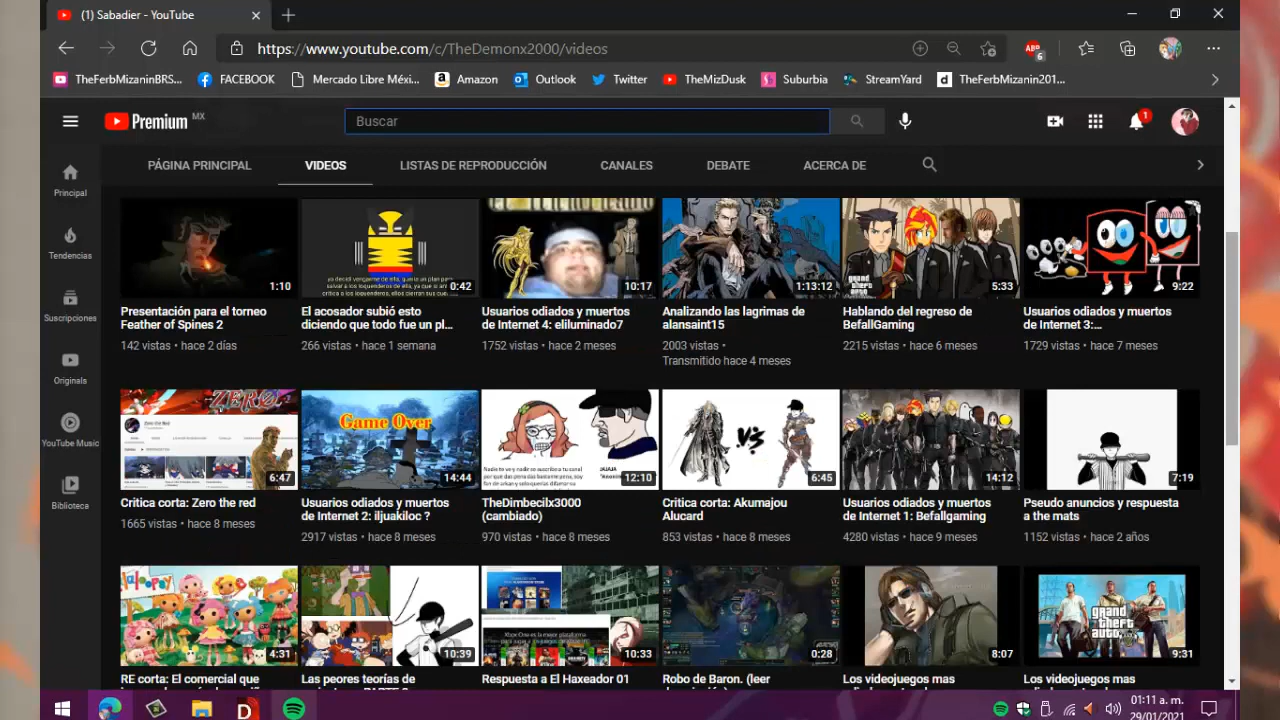 (1) Sabadier - YouTube
https://www.youtube.com/c/TheDemonx2000/videos
ABP 6
TheFerbMizaninBRS...
FACEBOOK
Mercado Libre Méxi...
Amazon
Outlook
Twitter
TheMizDusk
Suburbia
StreamYard
TheFerbMizanin201...
Premium MX
Buscar
1
PÁGINA PRINCIPAL
VIDEOS
LISTAS DE REPRODUCCIÓN
CANALES
DEBATE
ACERCA DE
Principal
Tendencias
Suscripciones
Originals
YouTube Music
Biblioteca
1:10
0:42
10:17
1:13:12
5:33
9:22
Presentación para el torneo
Feather of Spines 2
142 vistas • hace 2 días
El acosador subió esto
diciendo que todo fue un pl...
266 vistas • hace 1 semana
Usuarios odiados y muertos
de Internet 4: eliluminado7
1752 vistas • hace 2 meses
Analizando las lagrimas de
alansaint15
2003 vistas •
Transmitido hace 4 meses
Hablando del regreso de
BefallGaming
2215 vistas • hace 6 meses
Usuarios odiados y muertos
de Internet 3:...
1729 vistas • hace 7 meses
ZERO
6:47
Game Over
14:44
12:10
VS
6:45
14:12
7:19
Critica corta: Zero the red
1665 vistas • hace 8 meses
Usuarios odiados y muertos
de Internet 2: iljuakiloc ?
2917 vistas • hace 8 meses
TheDimbecilx3000
(cambiado)
970 vistas • hace 8 meses
Critica corta: Akumajou
Alucard
853 vistas • hace 8 meses
Usuarios odiados y muertos
de Internet 1: Befallgaming
4280 vistas • hace 9 meses
Pseudo anuncios y respuesta
a the mats
1152 vistas • hace 2 años
4:31
10:39
10:33
0:28
8:07
grand
theft
auto
9:31
RE corta: El comercial que
Las peores teorías de
Respuesta a El Haxeador 01
Robo de Baron. (leer
Los videojuegos mas
Los videojuegos mas
01:11 a. m.
29/01/2021